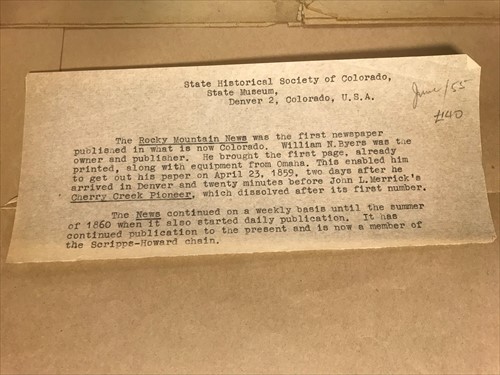 State Historical Society of Colorado,
State Museum,
Denver 2, Colorado, U.S.A.
June/55
£140
The Rocky Mountain News was the first newspaper
published in what is now Colorado. William N.Byers was the
owner and publisher. He brought the first page, already
printed, along with equipment from Omaha. This enabled him
to get out his paper on April 23, 1859, two days after he
arrived in Denver and twenty minutes before John L.Merrick's
Cherry Creek Pioneer, which dissolved after its first number.
The News continued on a weekly basis until the summer
of 1860 when it also started daily publication. It has
continued publication to the present and is now a member of
the Scripps-Howard chain.